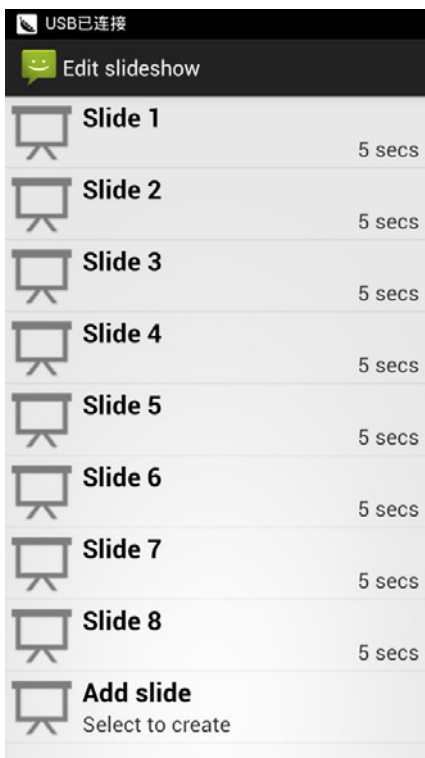 USB已连接
Edit slideshow
Slide 1
5 secs
Slide 2
5 secs
Slide 3
5 secs
Slide 4
5 secs
Slide 5
5 secs
Slide 6
5 secs
Slide 7
5 secs
Slide 8
5 secs
Add slide
Select to create